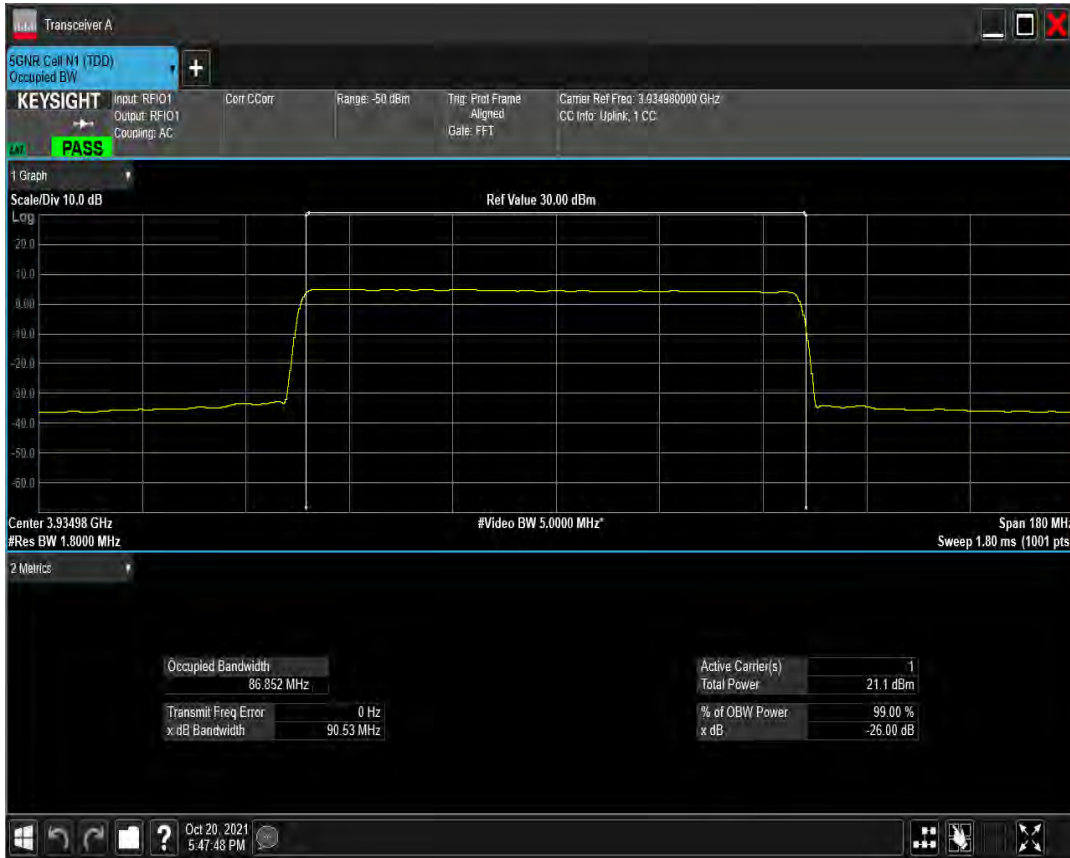 Transceiver A
5GNR Cell N1 (TDD)
Occupied BW
KEYSIGHT
Input: RFIO1
Output: RFIO1
Coupling: AC
Corr CCorr
Range: -50 dBm
Trig: Prot Frame
Aligned
Gate: FFT
Carrier Ref Freq: 3.934980000 GHz
CC Info: Uplink, 1 CC
PASS
1 Graph
Scale/Div 10.0 dB
Ref Value 30.00 dBm
Log
20.0
10.0
0.00
-10.0
-20.0
-30.0
-40.0
-50.0
-60.0
Center 3.93498 GHz
#Video BW 5.0000 MHz*
Span 180 MHz
#Res BW 1.8000 MHz
Sweep 1.80 ms (1001 pts
2 Metrics
Occupied Bandwidth
86.852 MHz
Transmit Freq Error 0 Hz
x dB Bandwidth 90.53 MHz
Active Carrier(s) 1
Total Power 21.1 dBm
% of OBW Power 99.00 %
x dB -26.00 dB
Oct 20, 2021
5:47:48 PM